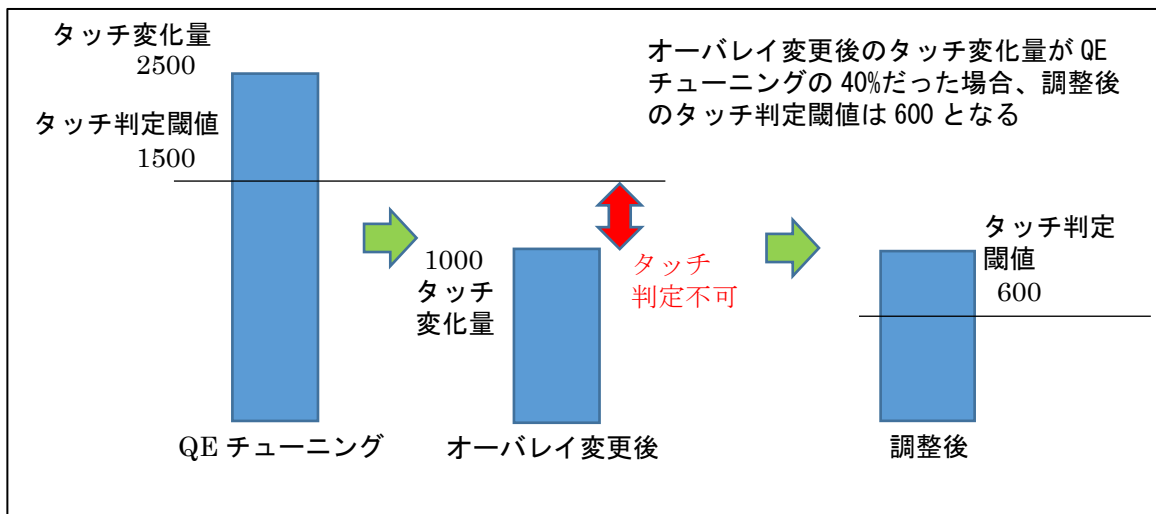 タッチ変化量
2500
タッチ判定閾値
1500
オーバレイ変更後のタッチ変化量が QE
チューニングの 40%だった場合、調整後
のタッチ判定閾値は 600 となる
1000
タッチ
変化量
タッチ
判定不可
タッチ判定
閾値
600
QE チューニング
オーバレイ変更後
調整後